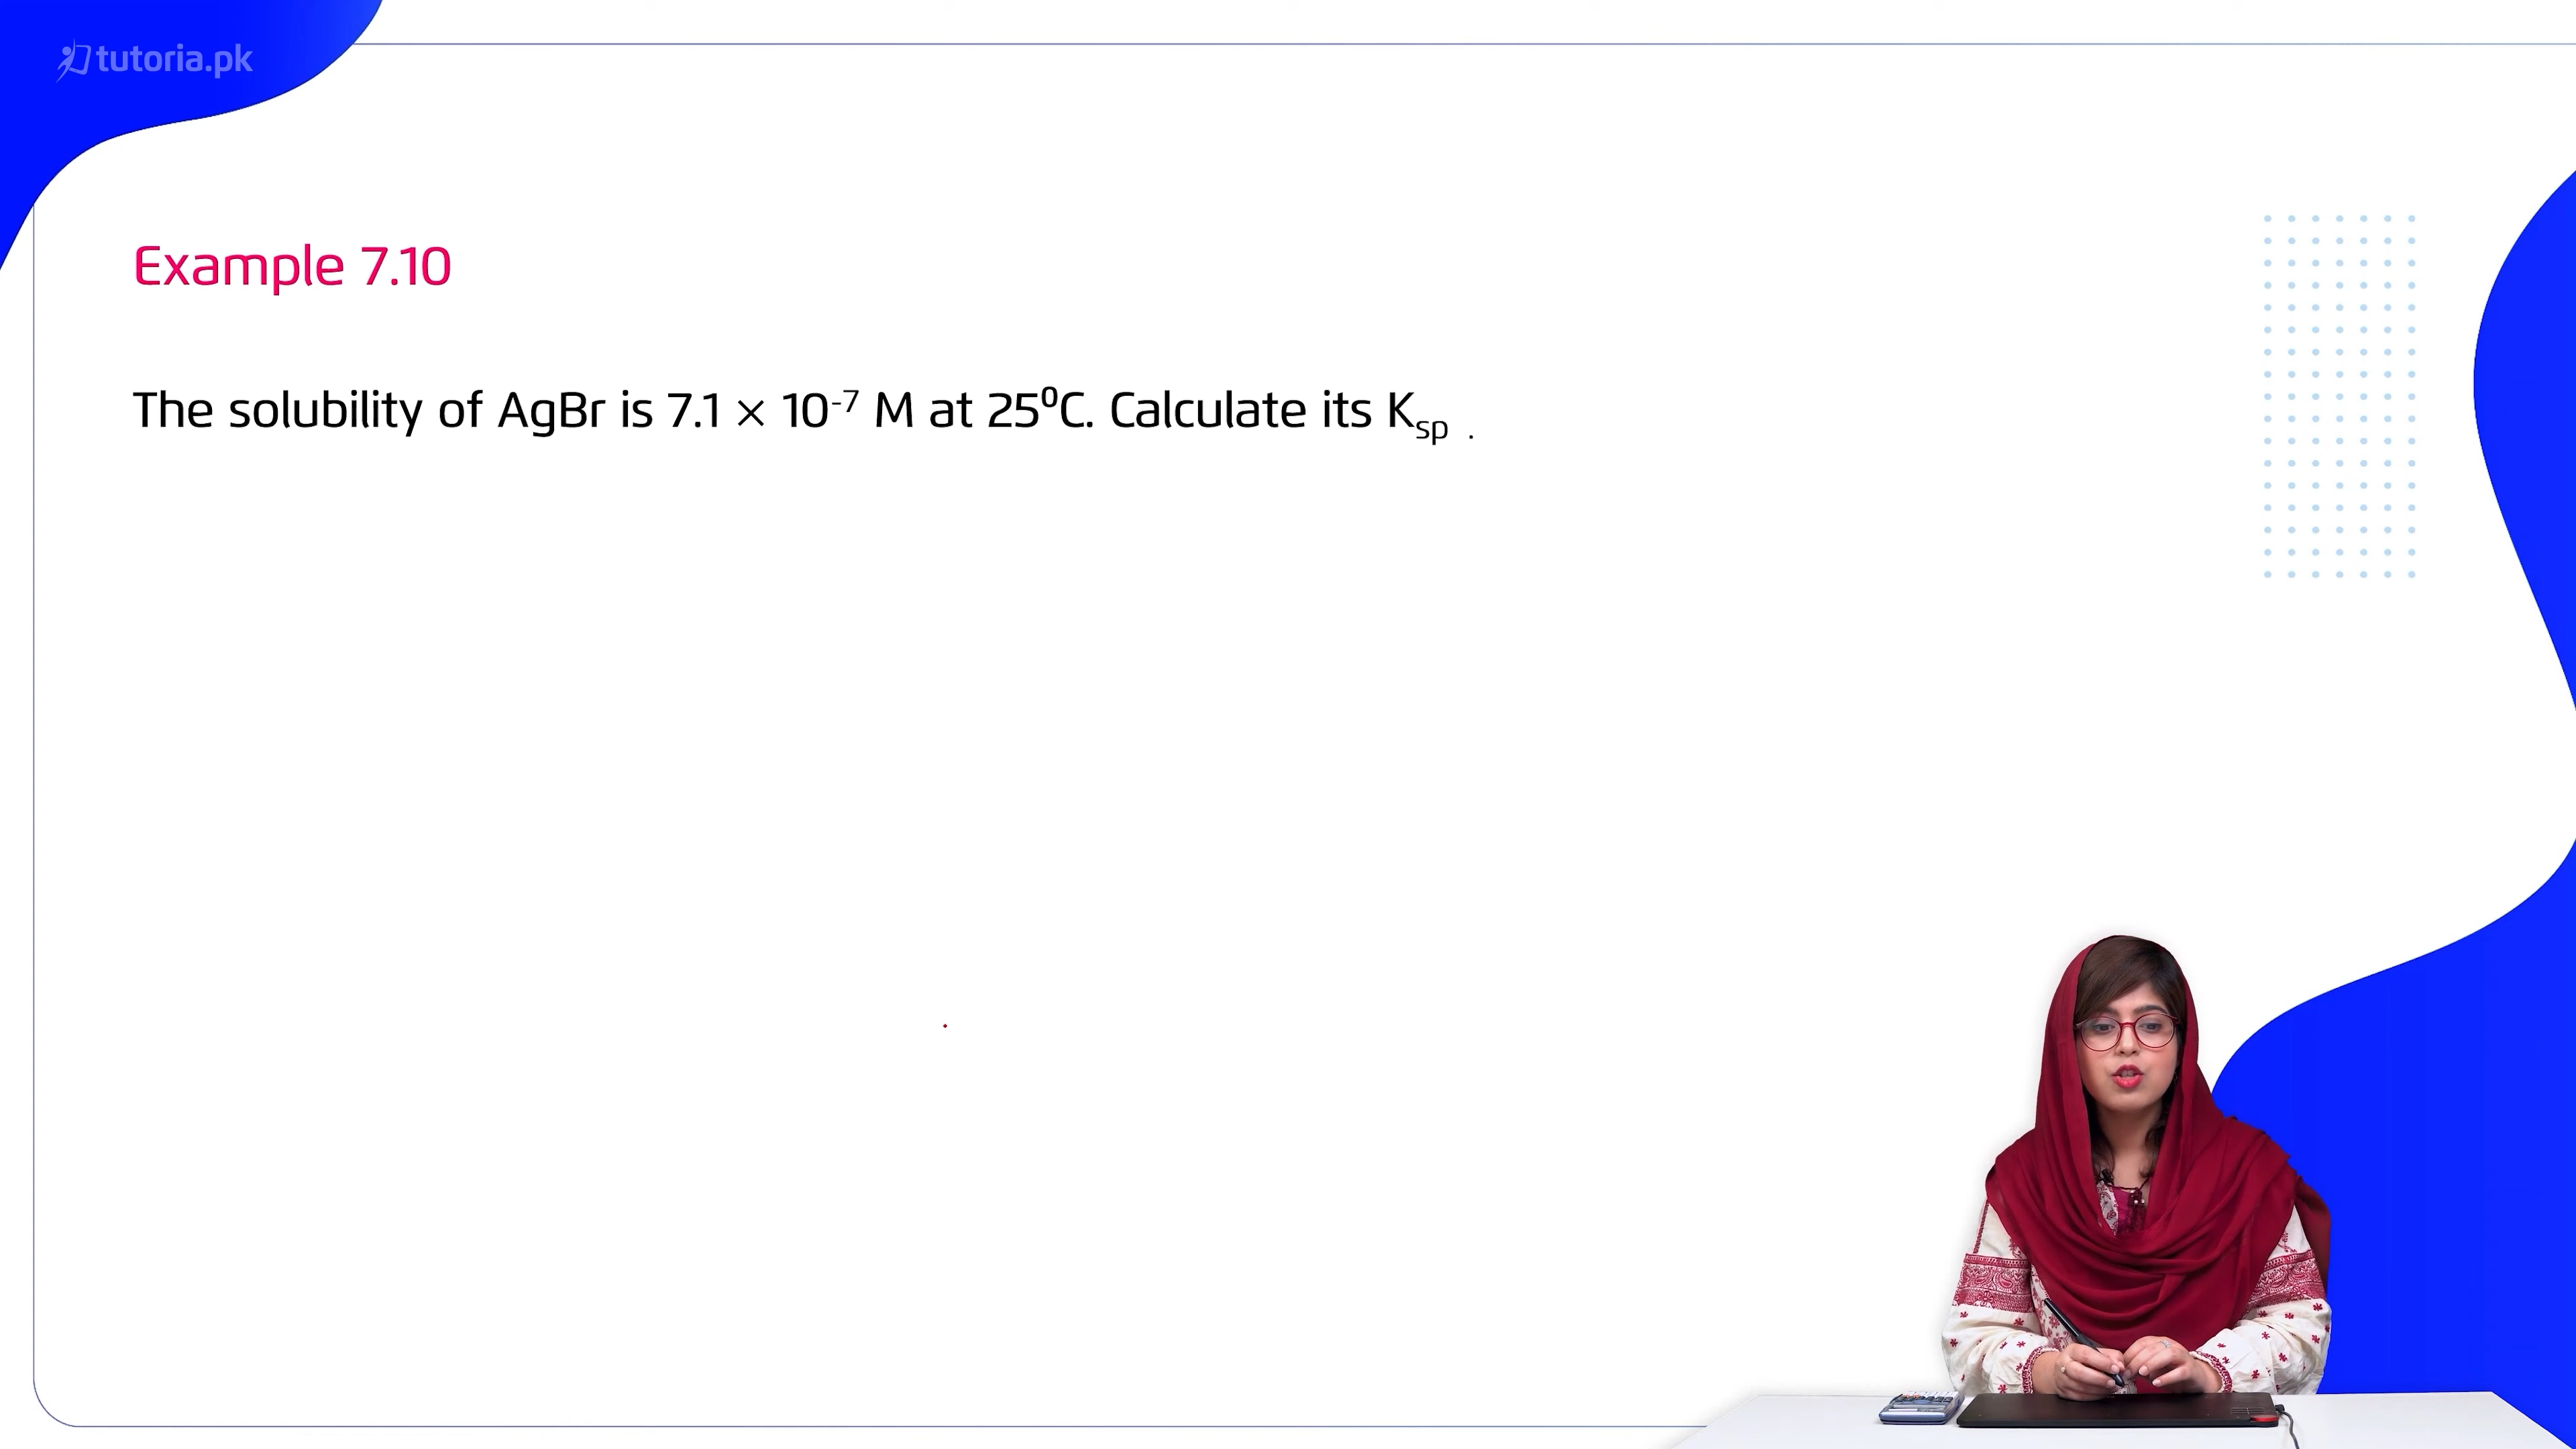 tutoria.pk
Example 7.10
The solubility of AgBr is 7.1 × 10⁻⁷ M at 25⁰C. Calculate its Kₛₚ .